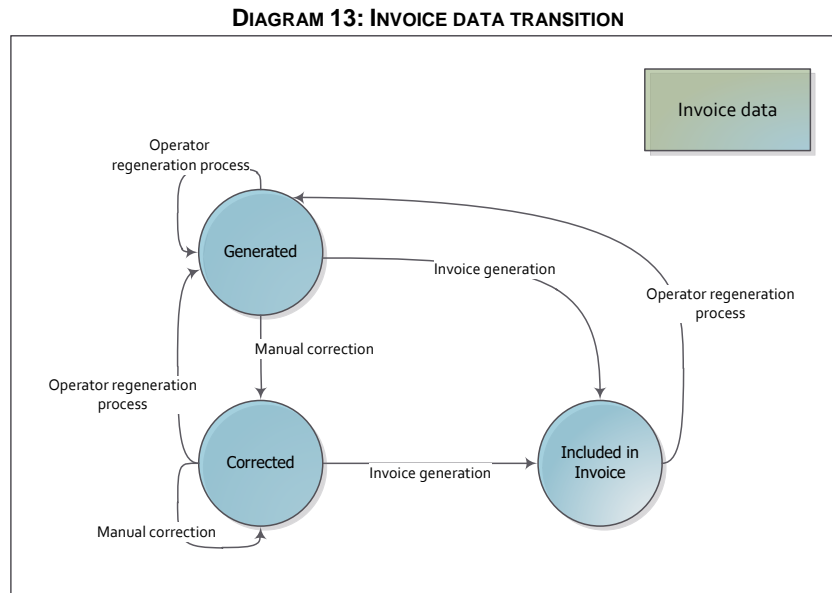 DIAGRAM 13: INVOICE DATA TRANSITION
Invoice data
Operator
regeneration process
Generated
Invoice generation
Operator regeneration
process
Manual correction
Operator regeneration
process
Corrected
Invoice generation
Included in
Invoice
Manual correction